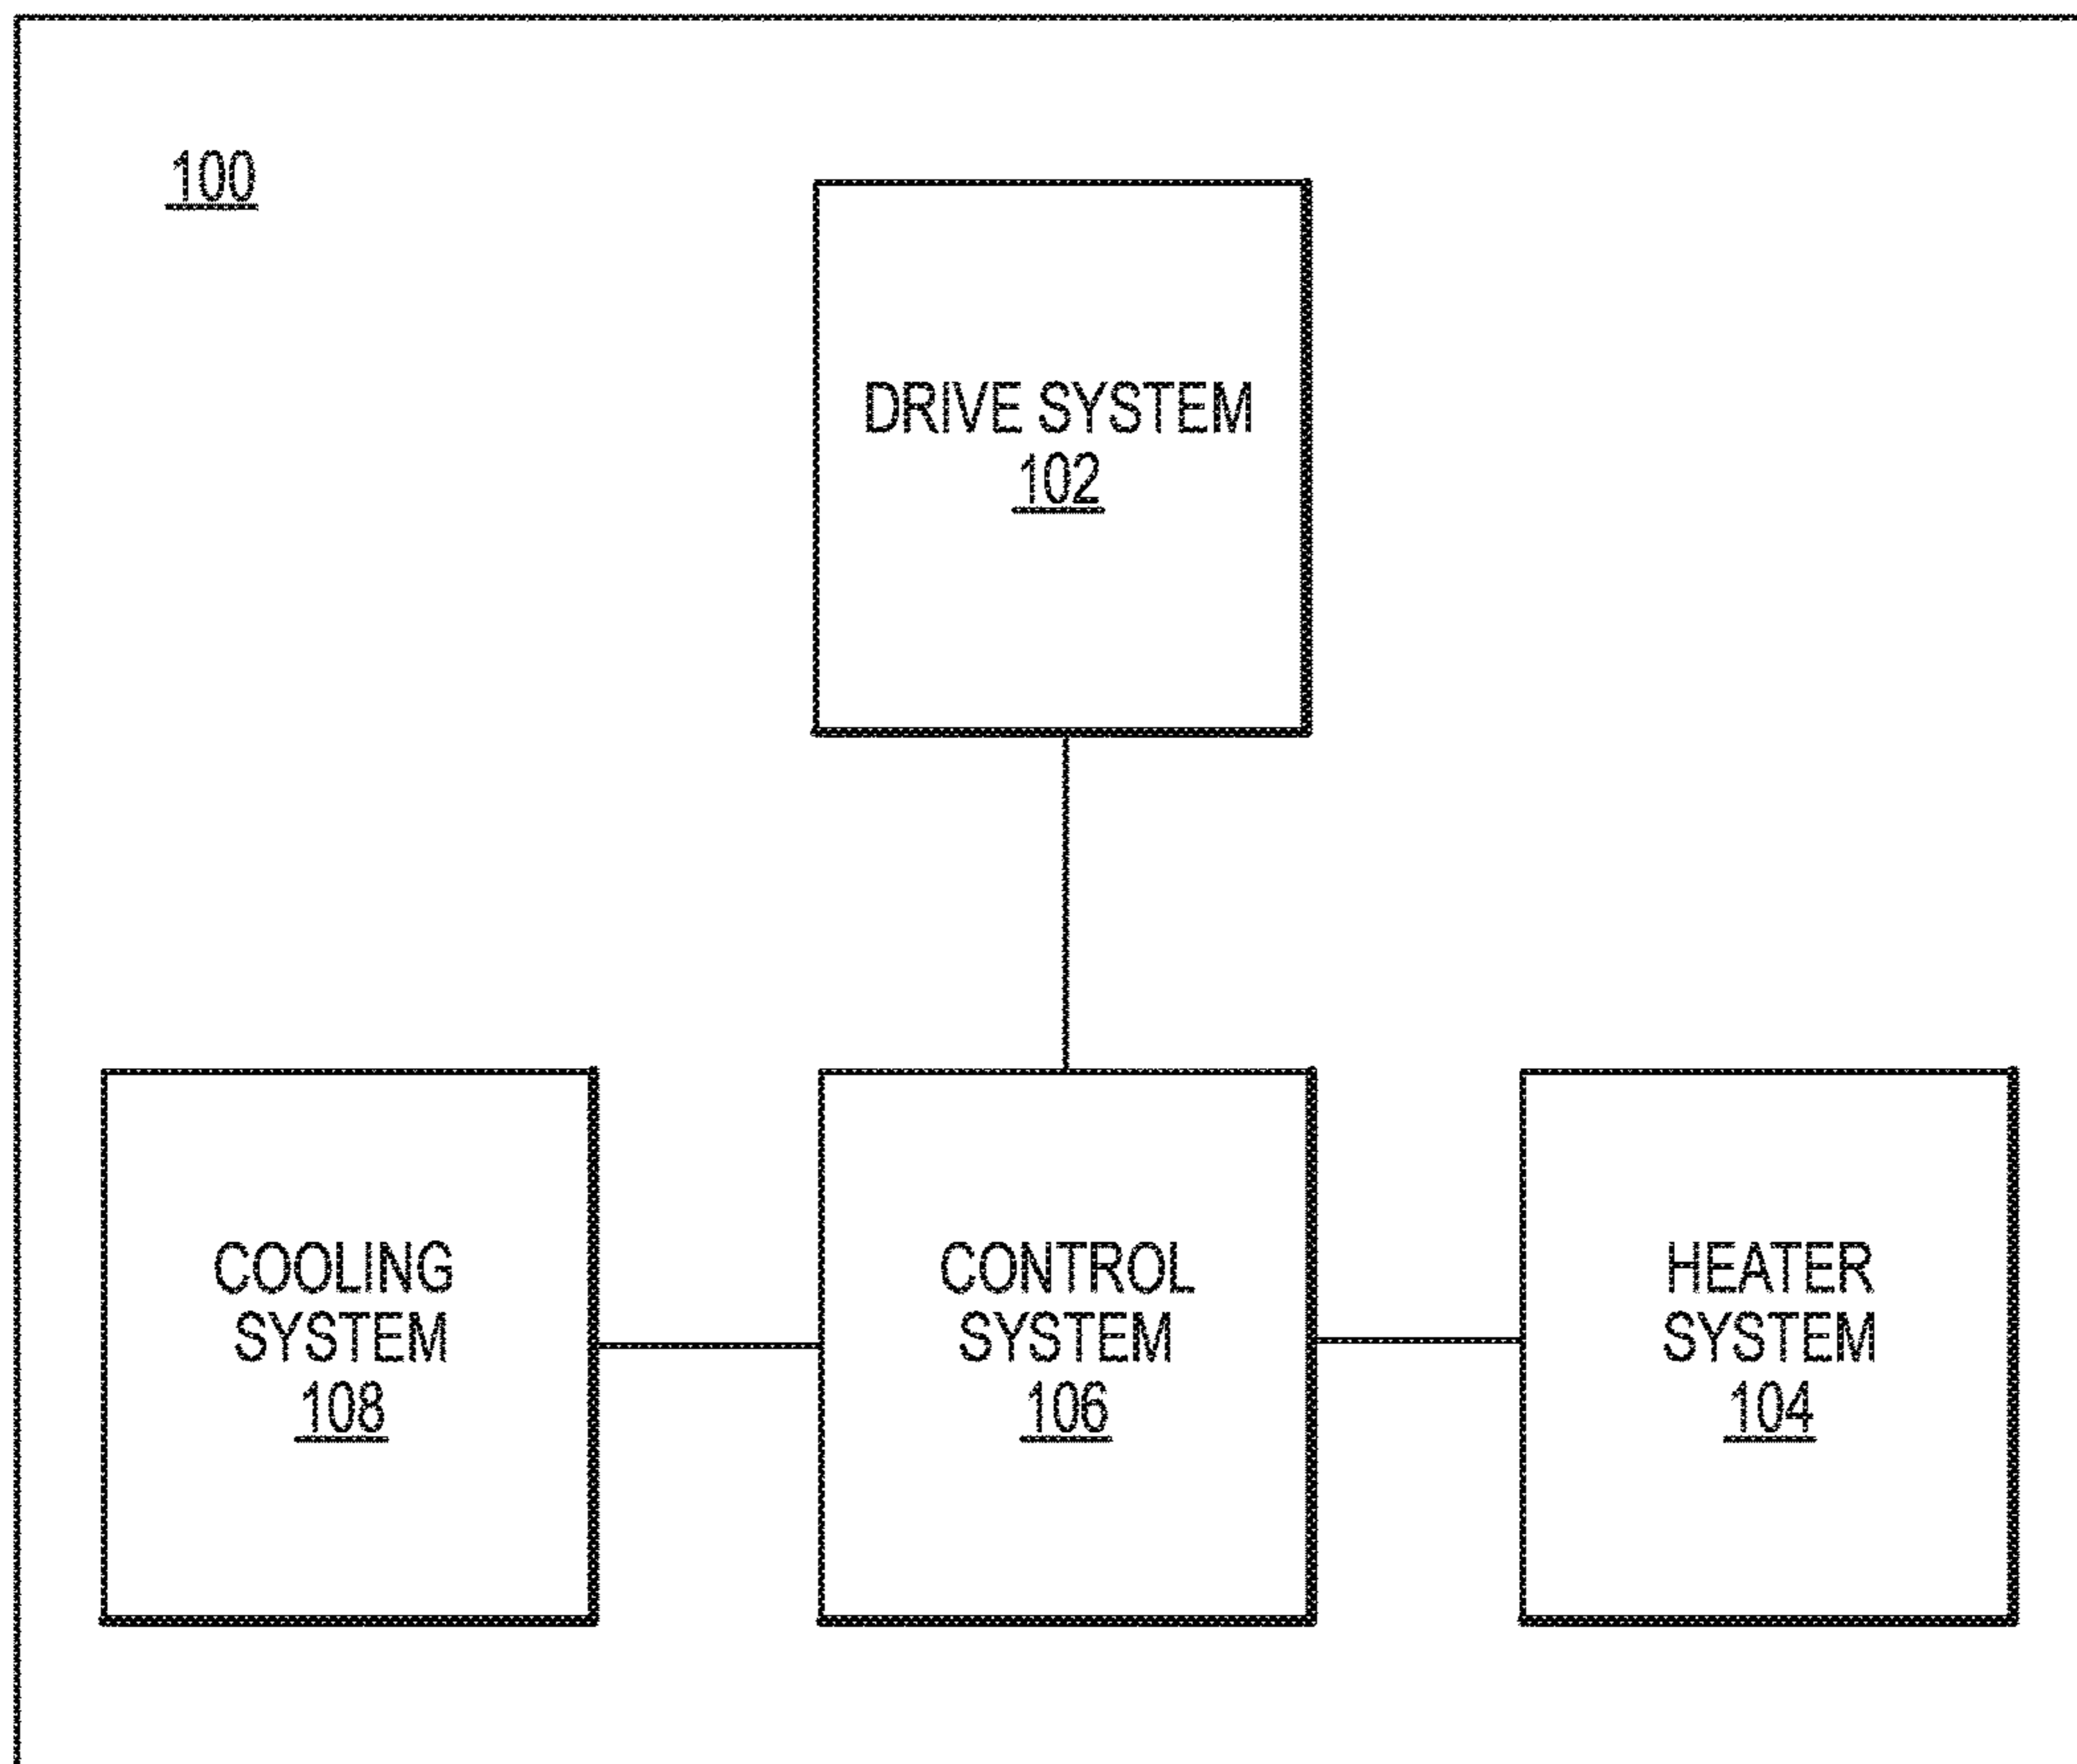 100
DRIVE SYSTEM
102
COOLING
SYSTEM
108
CONTROL
SYSTEM
106
HEATER
SYSTEM
104